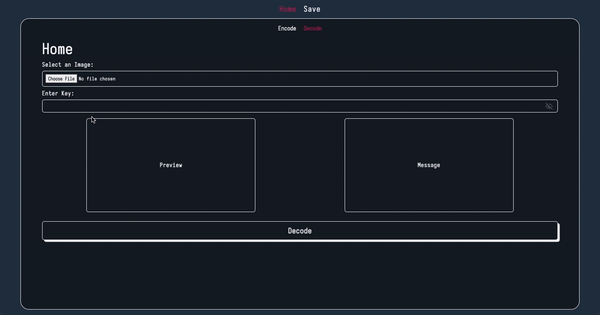 Home Save
Encode Decode
Home
Select an Image:
Choose File No file chosen
Enter Key:
Preview
Message
Decode